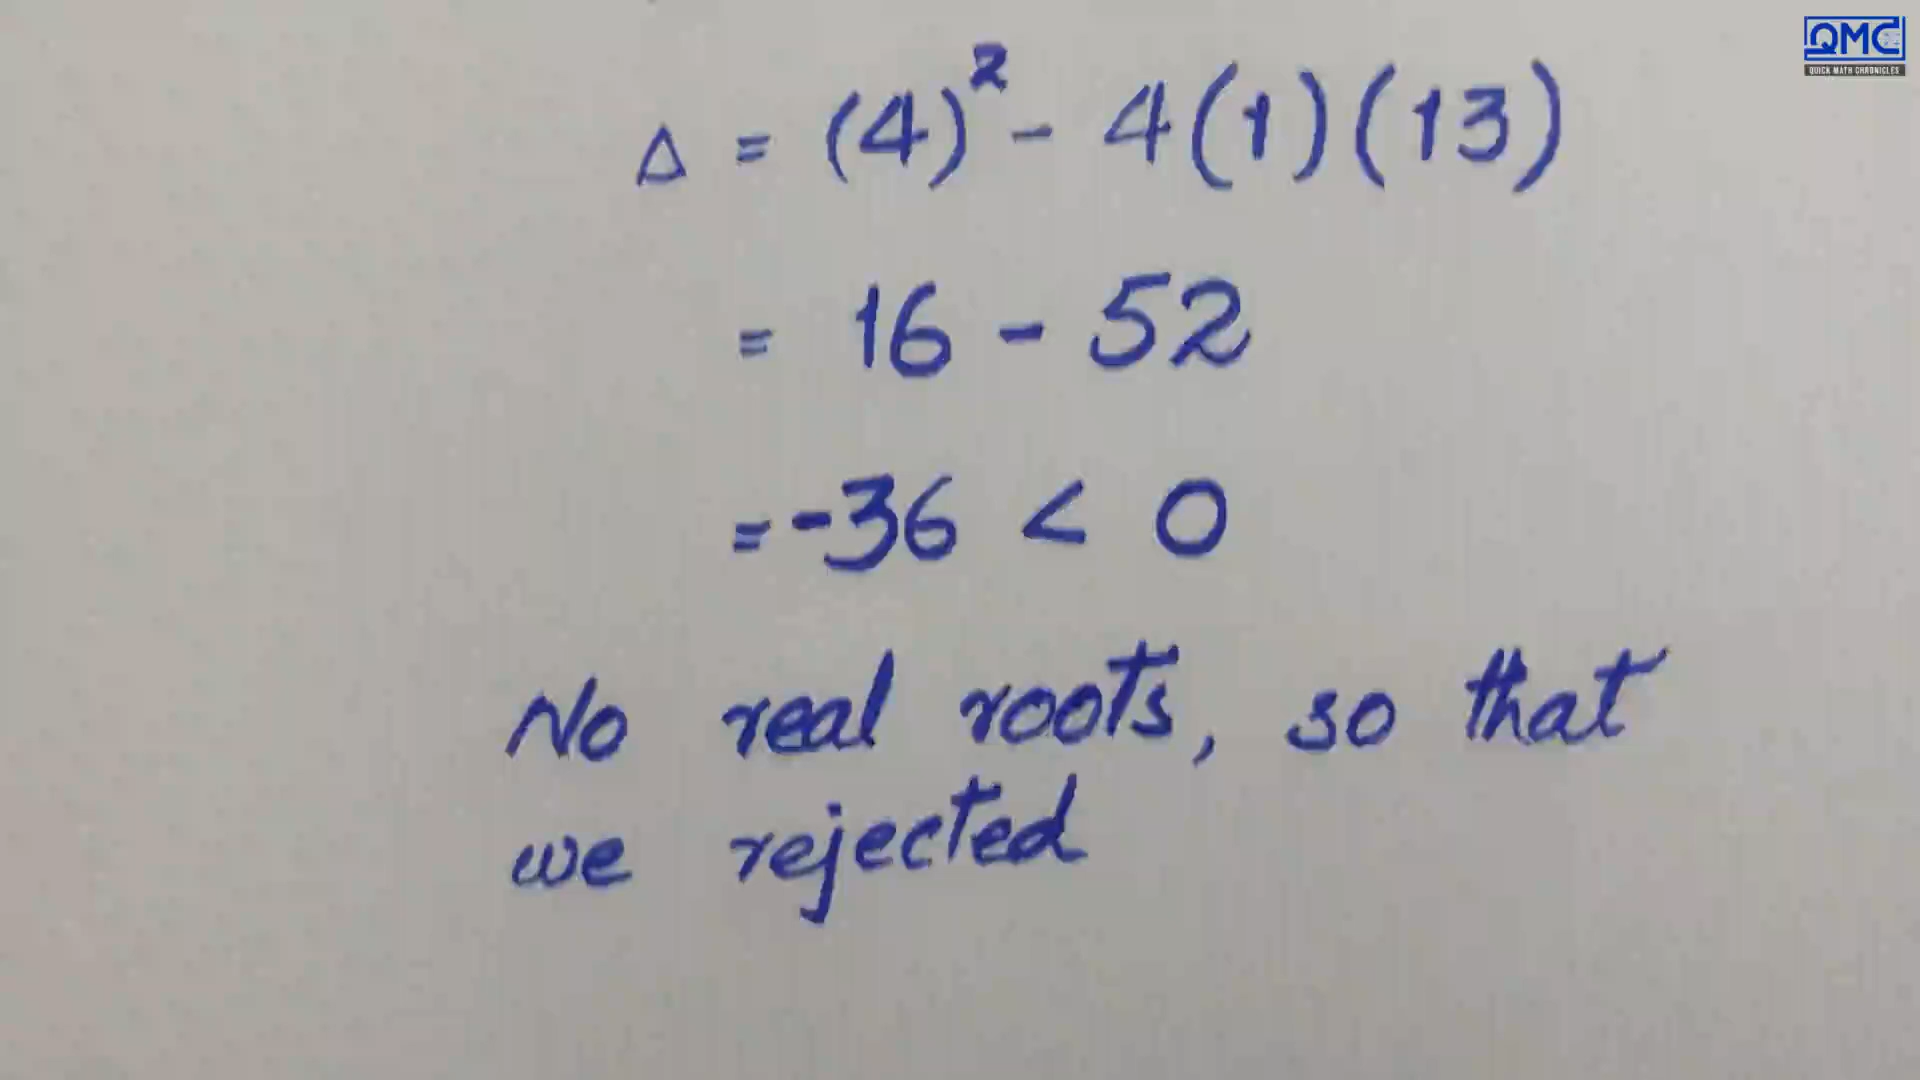 QMC
QUICK MATH CHRONICLES
Δ = (4)² - 4(1)(13)
= 16 - 52
= -36 < 0
No real roots, so that
we rejected